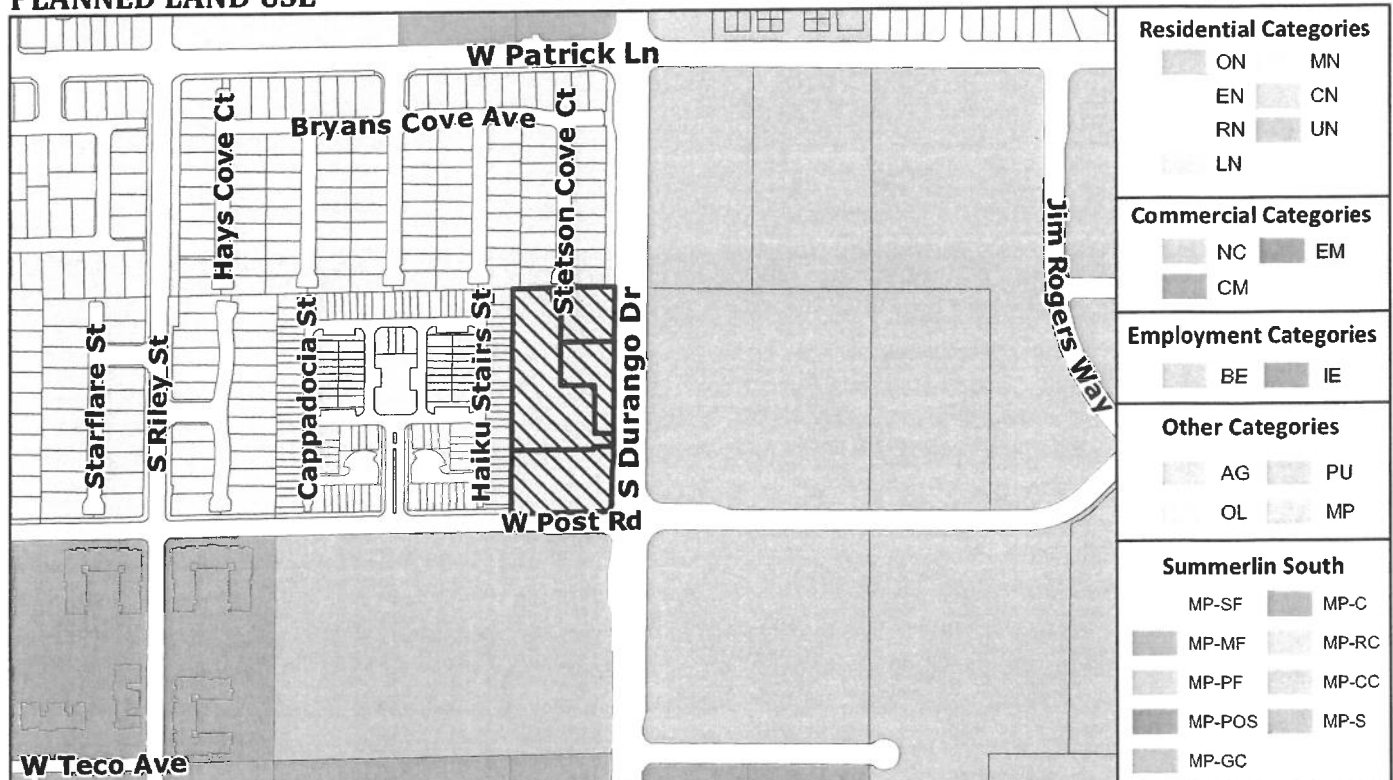 PLANNED LAND USE
W Patrick Ln
Bryans Cove Ave
Hays Cove Ct
Stetson Cove Ct
Jim Rogers Way
Starflare St
S Riley St
Cappadocia St
Haiku Stairs St
S Durango Dr
W Post Rd
W Teco Ave
Residential Categories
ON MN
EN CN
RN UN
LN
Commercial Categories
NC EM
CM
Employment Categories
BE IE
Other Categories
AG PU
OL MP
Summerlin South
MP-SF MP-C
MP-MF MP-RC
MP-PF MP-CC
MP-POS MP-S
MP-GC